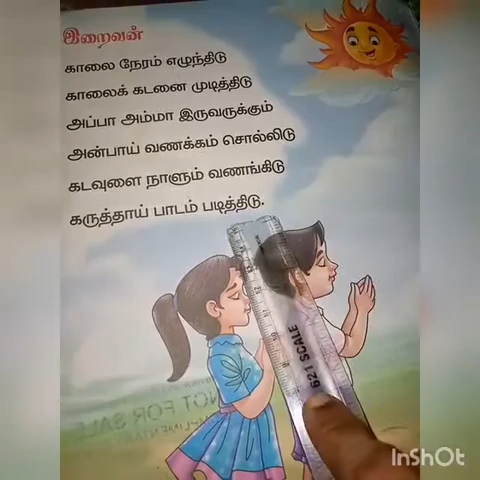 இறைவன்
காலை நேரம் எழுந்திடு
காலைக் கடனை முடித்திடு
அப்பா அம்மா இருவருக்கும்
அன்பாய் வணக்கம் சொல்லிடு
கடவுளை நாளும் வணங்கிடு
கருத்தாய் பாடம் படித்திடு.
621 SCALE
NOT FOR SALE
InShOt